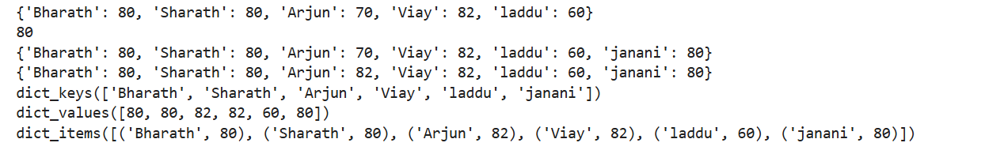 {'Bharath': 80, 'Sharath': 80, 'Arjun': 70, 'Viay': 82, 'laddu': 60}
80
{'Bharath': 80, 'Sharath': 80, 'Arjun': 70, 'Viay': 82, 'laddu': 60, 'janani': 80}
{'Bharath': 80, 'Sharath': 80, 'Arjun': 82, 'Viay': 82, 'laddu': 60, 'janani': 80}
dict_keys(['Bharath', 'Sharath', 'Arjun', 'Viay', 'laddu', 'janani'])
dict_values([80, 80, 82, 82, 60, 80])
dict_items([('Bharath', 80), ('Sharath', 80), ('Arjun', 82), ('Viay', 82), ('laddu', 60), ('janani', 80)])